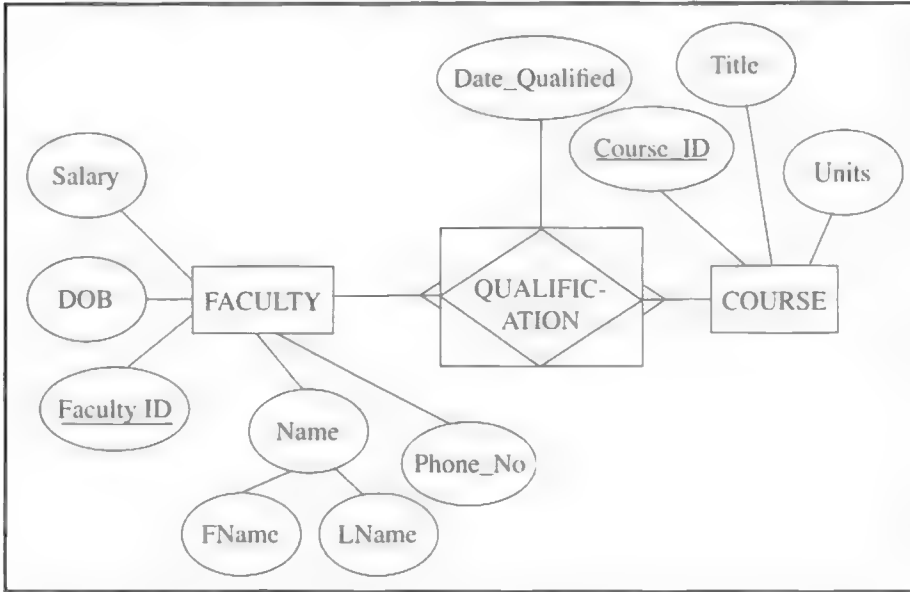 Date_Qualified
Title
Course_ID
Salary
Units
DOB
FACULTY
QUALIFIC-
ATION
COURSE
Faculty ID
Name
Phone_No
FName
LName